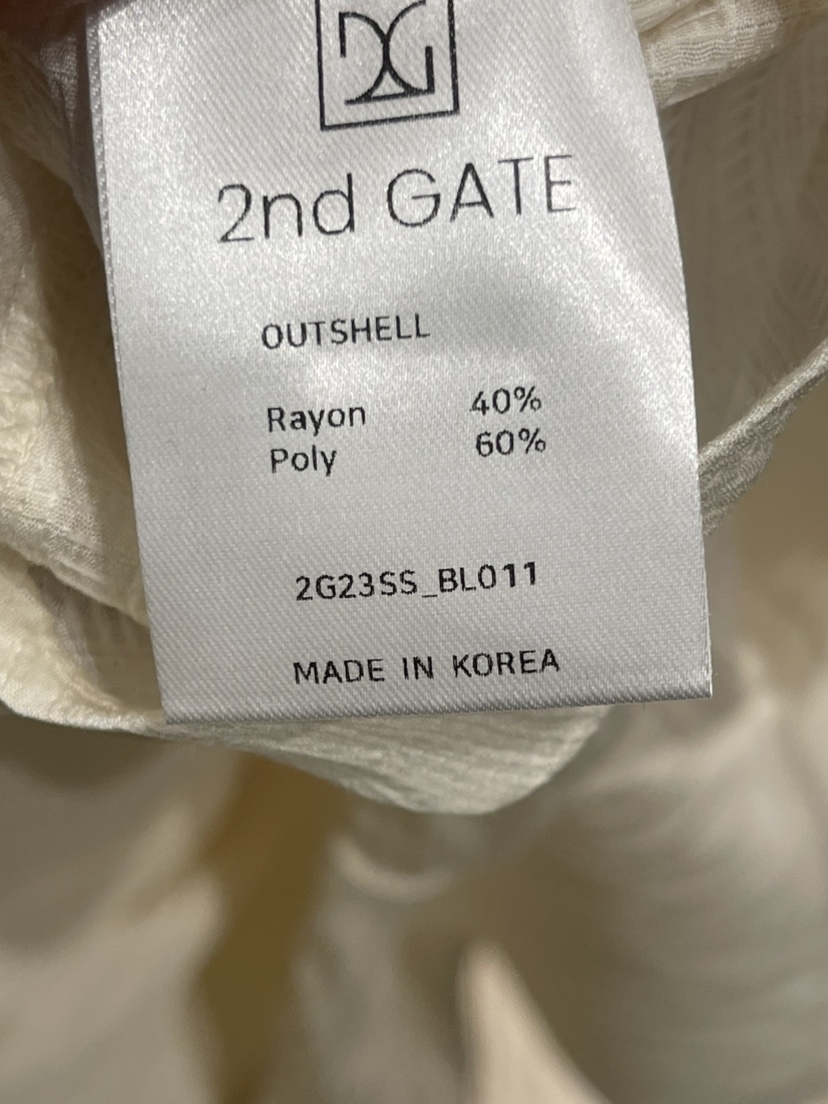 2nd GATE
OUTSHELL
Rayon 40%
Poly 60%
2G23SS_BL011
MADE IN KOREA